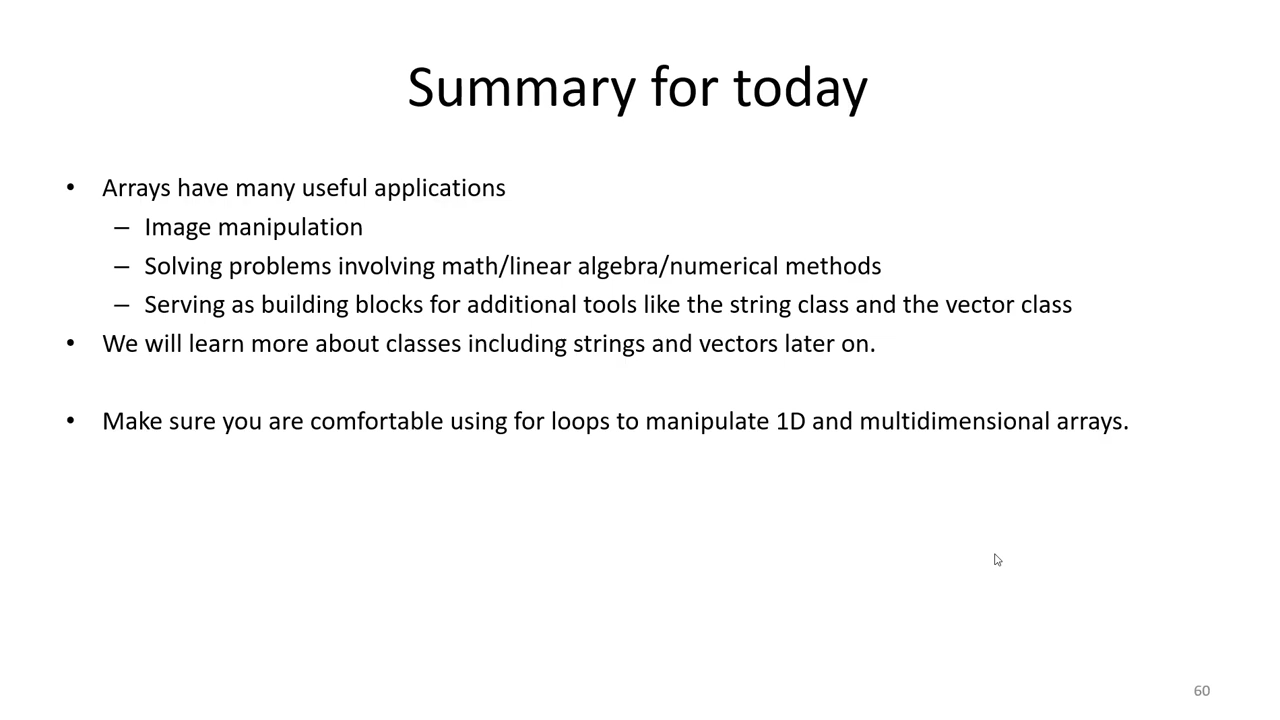 Summary for today
• Arrays have many useful applications
– Image manipulation
– Solving problems involving math/linear algebra/numerical methods
– Serving as building blocks for additional tools like the string class and the vector class
• We will learn more about classes including strings and vectors later on.
• Make sure you are comfortable using for loops to manipulate 1D and multidimensional arrays.
60